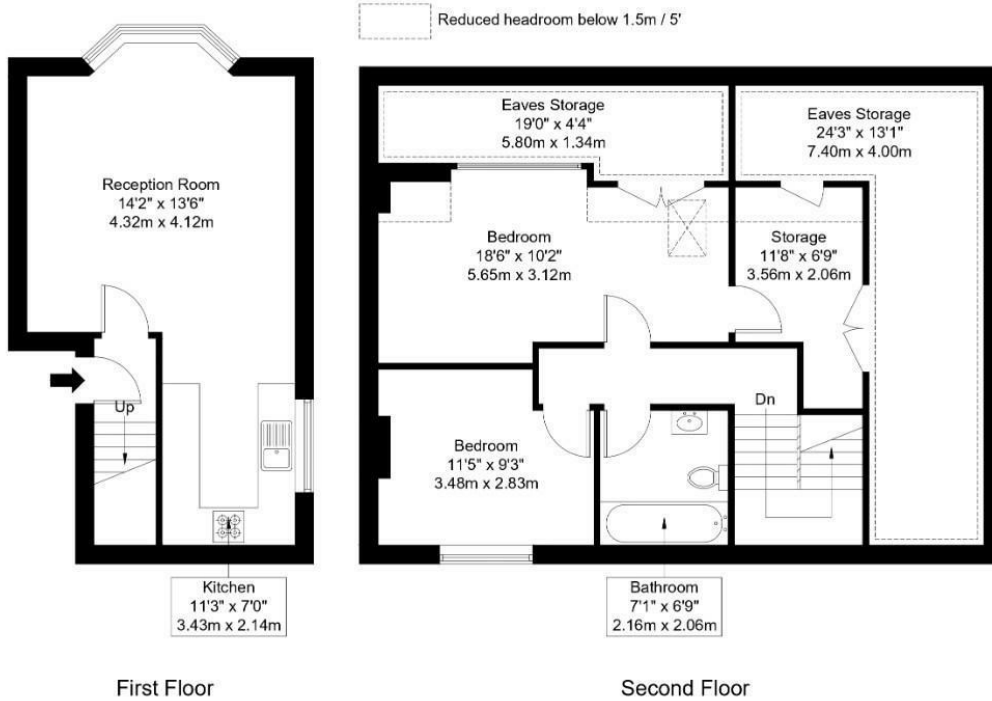 Reduced headroom below 1.5m / 5'
Reception Room
14'2" x 13'6"
4.32m x 4.12m
Up
Kitchen
11'3" x 7'0"
3.43m x 2.14m
First Floor
Eaves Storage
19'0" x 4'4"
5.80m x 1.34m
Eaves Storage
24'3" x 13'1"
7.40m x 4.00m
Bedroom
18'6" x 10'2"
5.65m x 3.12m
Storage
11'8" x 6'9"
3.56m x 2.06m
Dn
Bedroom
11'5" x 9'3"
3.48m x 2.83m
Bathroom
7'1" x 6'9"
2.16m x 2.06m
Second Floor